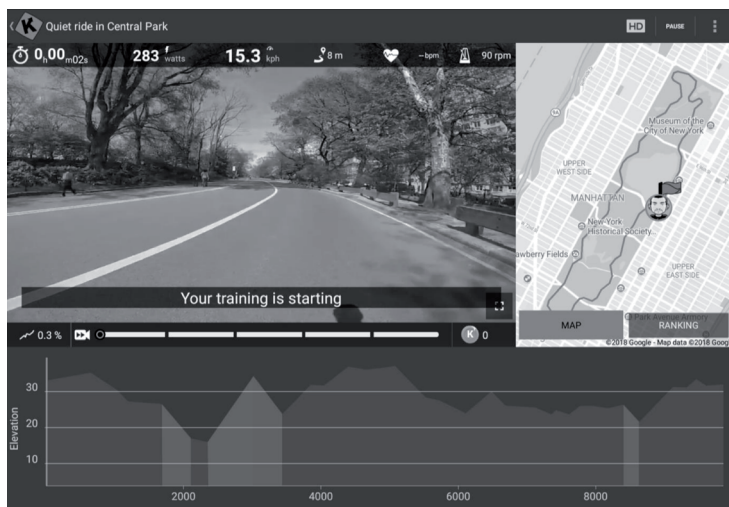 K Quiet ride in Central Park HD PAUSE
0h00m02s 283 watts 15.3 kph 8 m --bpm 90 rpm
Museum of the
City of New York
9A
UPPER
WEST SIDE
MANHATTAN
New-York
Historical Society...
awberry Fields
UPPER
EAST SIDE
Your training is starting
Park Avenue Armory
MAP RANKING
©2018 Google - Map data ©2018 Goog
0.3 % K 0
Elevation
30
20
10
2000 4000 6000 8000